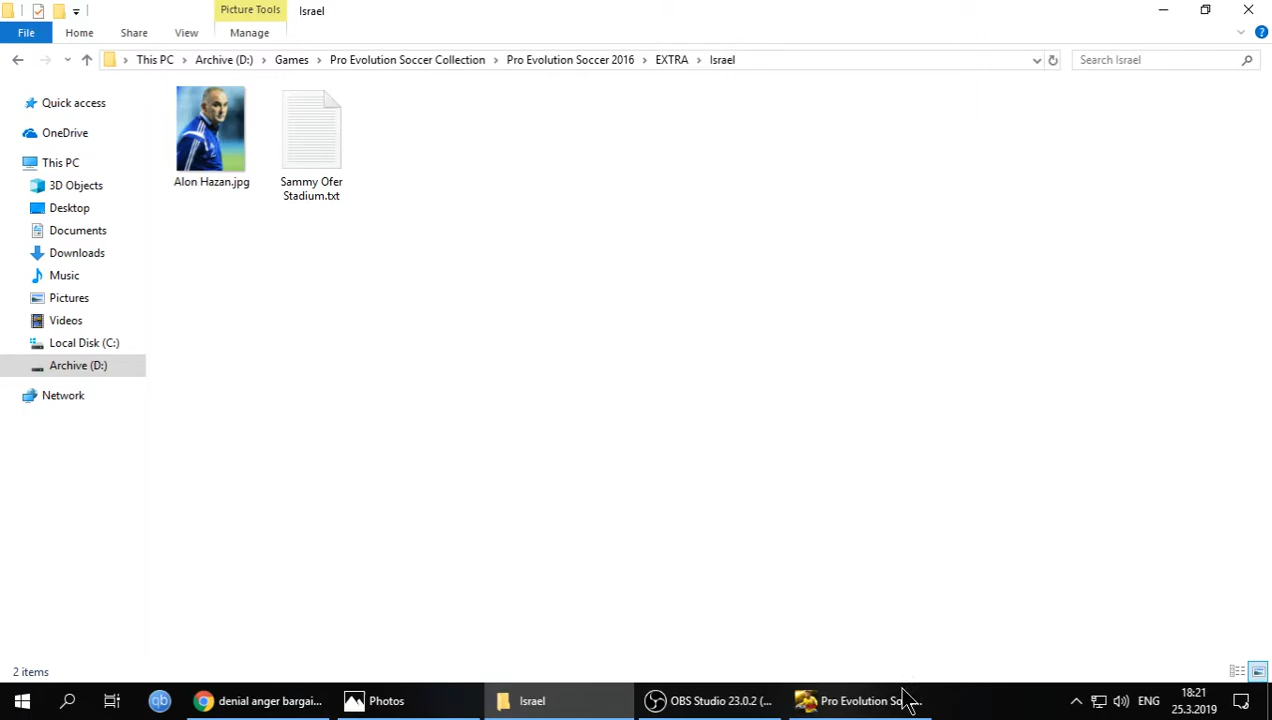 Picture Tools
Israel
File
Home
Share
View
Manage
This PC
Archive (D:)
Games
Pro Evolution Soccer Collection
Pro Evolution Soccer 2016
EXTRA
Israel
Search Israel
Quick access
OneDrive
This PC
3D Objects
Desktop
Documents
Downloads
Music
Pictures
Videos
Local Disk (C:)
Archive (D:)
Network
Alon Hazan.jpg
Sammy Ofer
Stadium.txt
2 items
qb
denial anger bargai...
Photos
Israel
OBS Studio 23.0.2 (...
Pro Evolution So...
ENG
18:21
25.3.2019